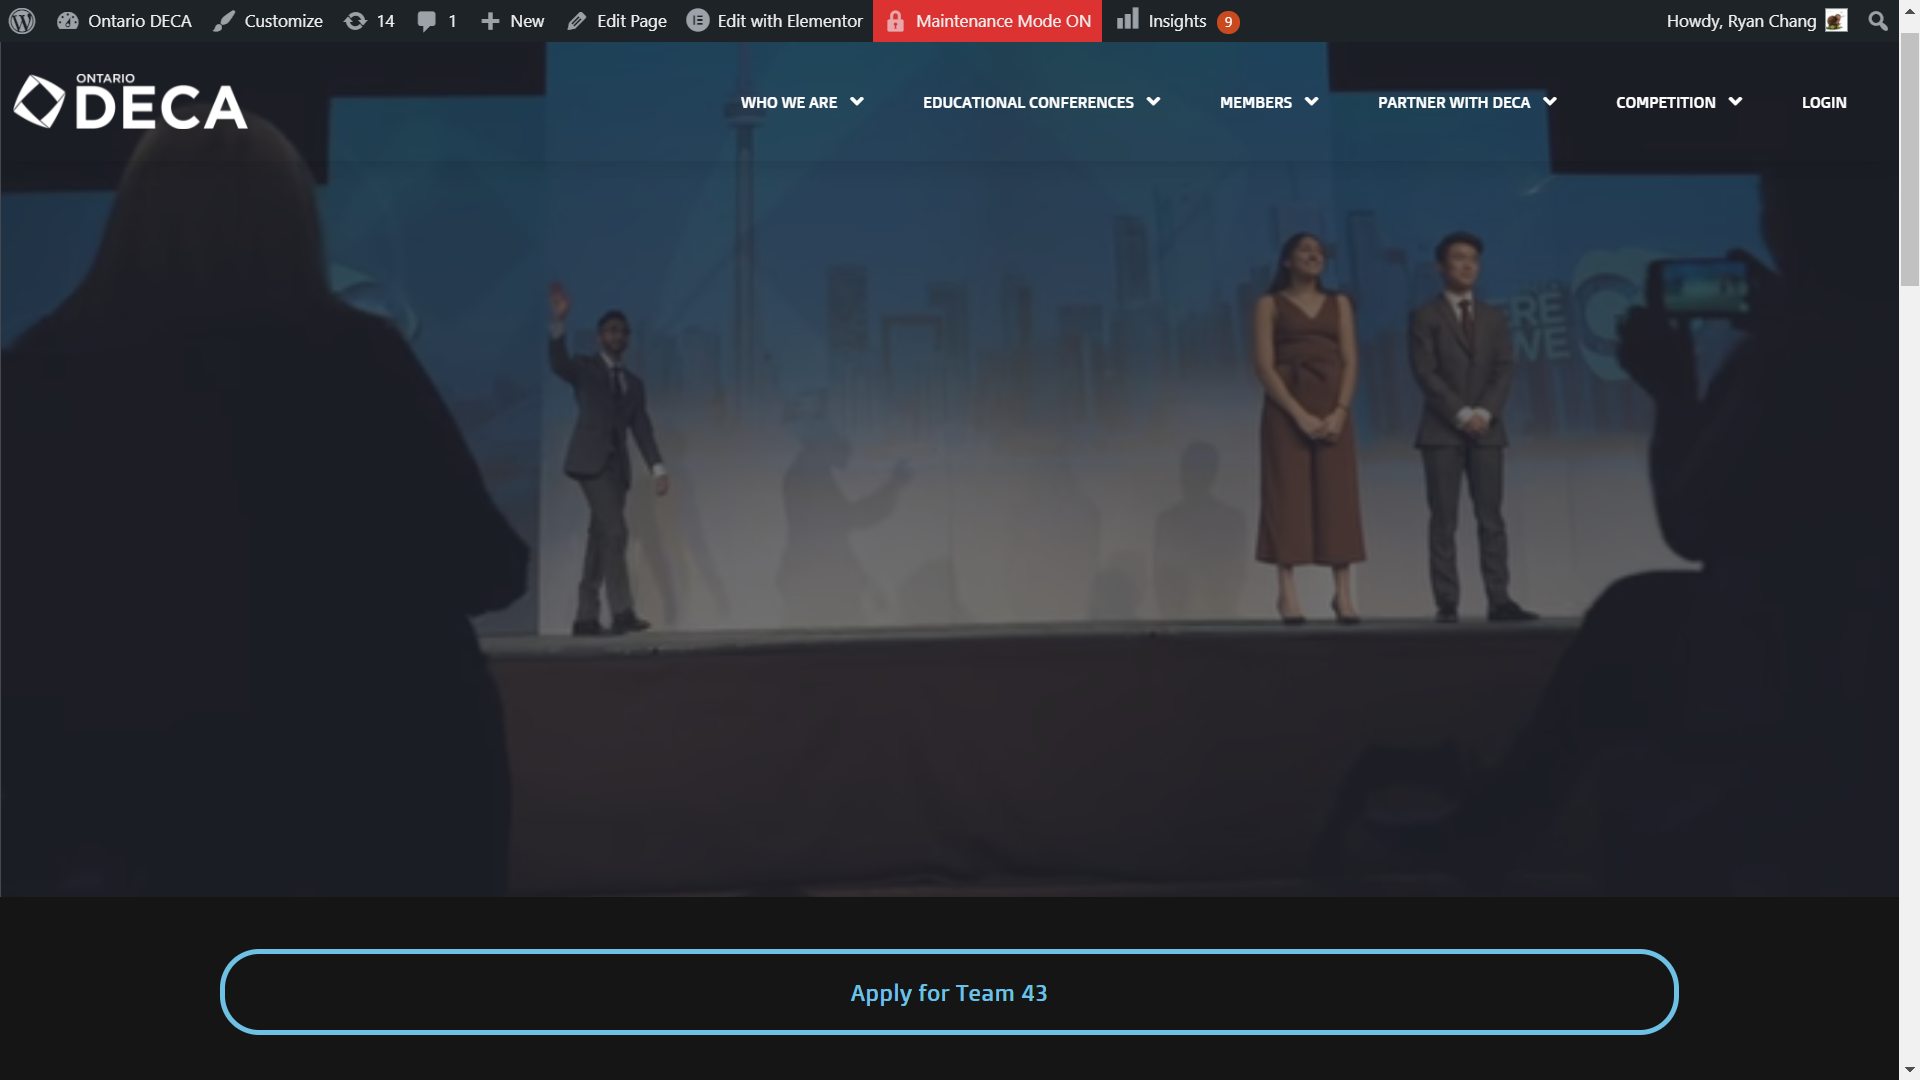 Ontario DECA Customize 14 1 New Edit Page Edit with Elementor Maintenance Mode ON Insights 9 Howdy, Ryan Chang
ONTARIO
DECA
WHO WE ARE EDUCATIONAL CONFERENCES MEMBERS PARTNER WITH DECA COMPETITION LOGIN
Apply for Team 43